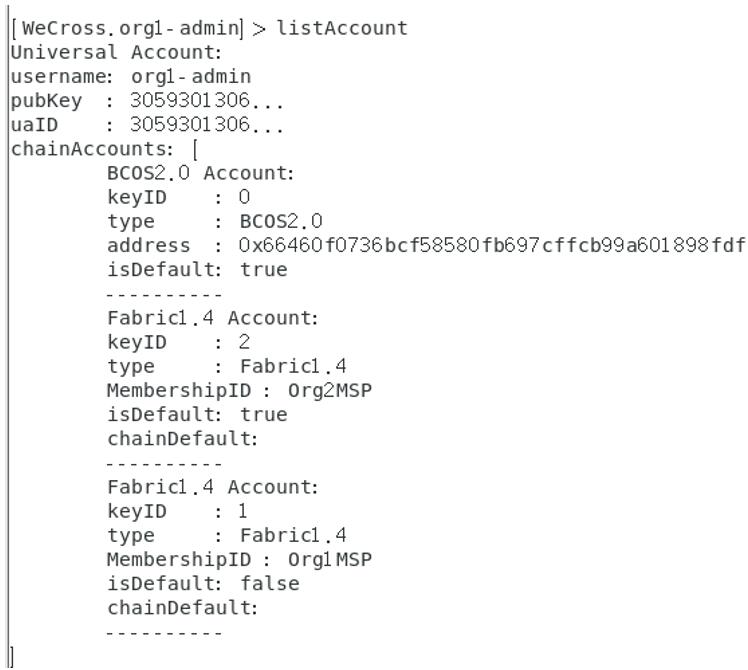 [WeCross.org1-admin]> listAccount
Universal Account:
username: org1-admin
pubKey  : 3059301306...
uaID    : 3059301306...
chainAccounts: [
        BCOS2.0 Account:
        keyID    : 0
        type     : BCOS2.0
        address  : 0x66460f0736bcf58580fb697cffcb99a601898fdf
        isDefault: true
        ----------
        Fabric1.4 Account:
        keyID    : 2
        type     : Fabric1.4
        MembershipID : Org2MSP
        isDefault: true
        chainDefault:
        ----------
        Fabric1.4 Account:
        keyID    : 1
        type     : Fabric1.4
        MembershipID : Org1MSP
        isDefault: false
        chainDefault:
        ----------
]